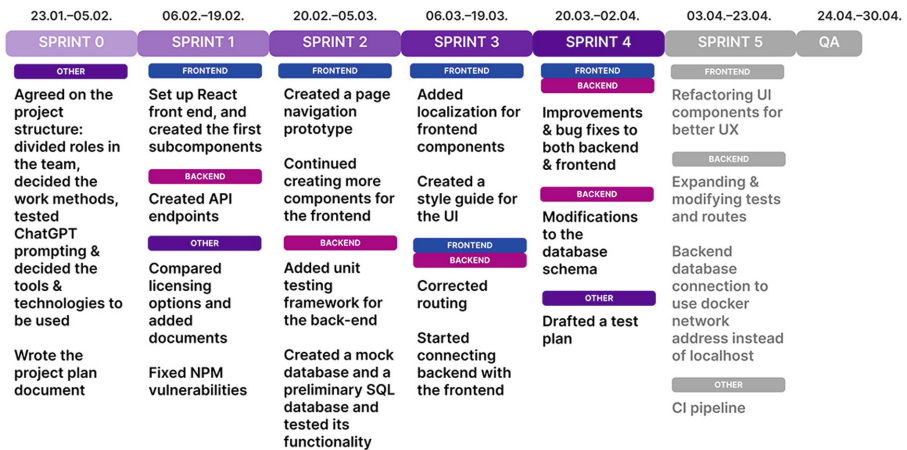 23.01.–05.02.
06.02.–19.02.
20.02.–05.03.
06.03.–19.03.
20.03.–02.04.
03.04.–23.04.
24.04.–30.04.
SPRINT 0
SPRINT 1
SPRINT 2
SPRINT 3
SPRINT 4
SPRINT 5
QA
OTHER
Agreed on the
project
structure:
divided roles in
the team,
decided the
work methods,
tested
ChatGPT
prompting &
decided the
tools &
technologies to
be used
Wrote the
project plan
document
FRONTEND
Set up React
front end, and
created the first
subcomponents
BACKEND
Created API
endpoints
OTHER
Compared
licensing
options and
added
documents
Fixed NPM
vulnerabilities
FRONTEND
Created a page
navigation
prototype
Continued
creating more
components for
the frontend
BACKEND
Added unit
testing
framework for
the back-end
Created a mock
database and a
preliminary SQL
database and
tested its
functionality
FRONTEND
Added
localization for
frontend
components
Created a
style guide for
the UI
FRONTEND
BACKEND
Corrected
routing
Started
connecting
backend with
the frontend
FRONTEND
BACKEND
Improvements
& bug fixes to
both backend
& frontend
BACKEND
Modifications
to the
database
schema
OTHER
Drafted a test
plan
FRONTEND
Refactoring UI
components for
better UX
BACKEND
Expanding &
modifying tests
and routes
Backend
database
connection to
use docker
network
address instead
of localhost
OTHER
CI pipeline